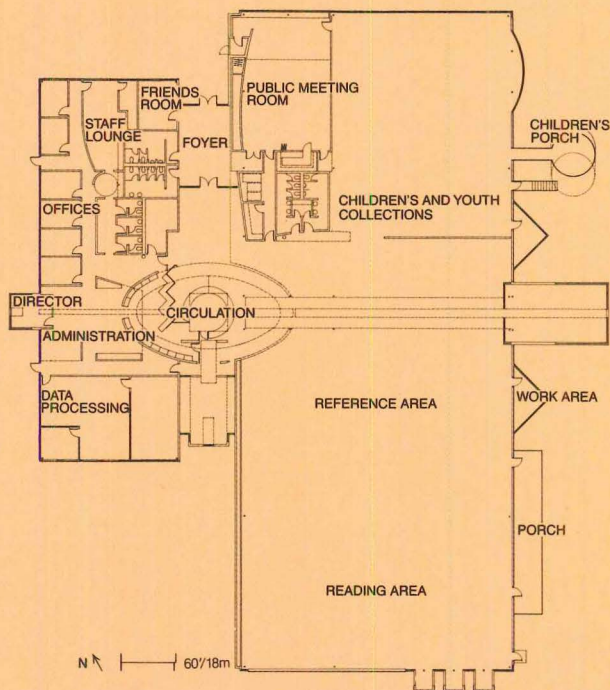 FRIENDS
ROOM
PUBLIC MEETING
ROOM
STAFF
LOUNGE
FOYER
CHILDREN'S
PORCH
OFFICES
CHILDREN'S AND YOUTH
COLLECTIONS
DIRECTOR
CIRCULATION
ADMINISTRATION
DATA
PROCESSING
REFERENCE AREA
WORK AREA
PORCH
READING AREA
N
60'/18m